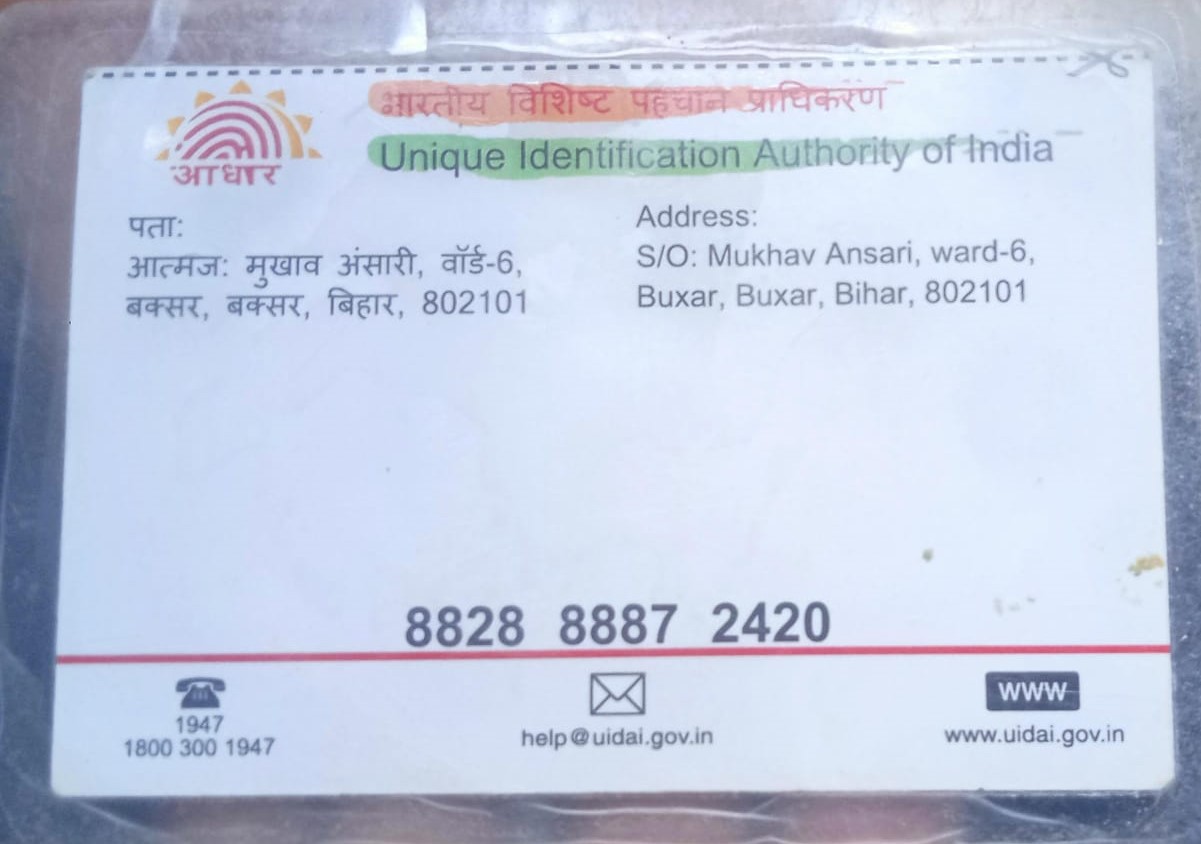 भारतीय विशिष्ट पहचान प्राधिकरण
Unique Identification Authority of India
आधार
पता:
आत्मज: मुखाव अंसारी, वॉर्ड-6,
बक्सर, बक्सर, बिहार, 802101
Address:
S/O: Mukhav Ansari, ward-6,
Buxar, Buxar, Bihar, 802101
8828 8887 2420
1947
1800 300 1947
help@uidai.gov.in
www
www.uidai.gov.in